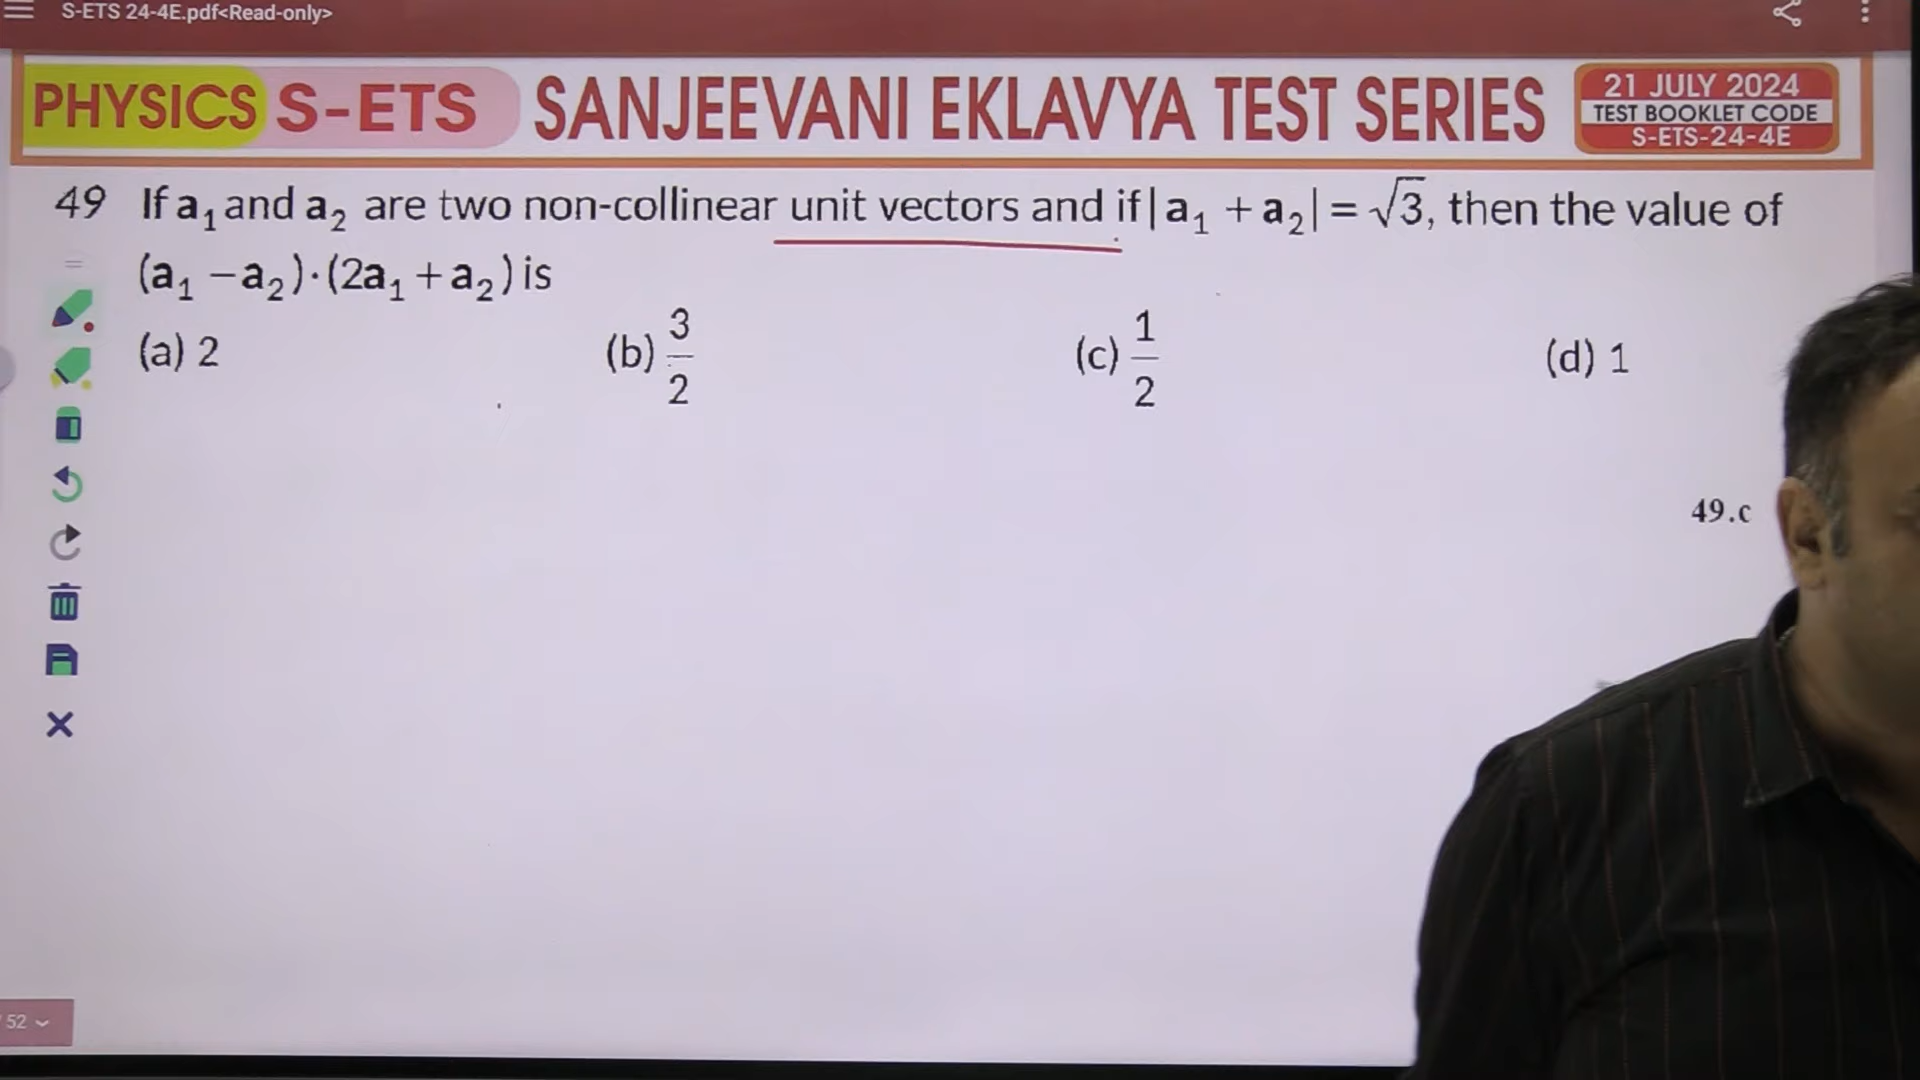 S-ETS 24-4E.pdf<Read-only>
PHYSICS S-ETS SANJEEVANI EKLAVYA TEST SERIES
21 JULY 2024
TEST BOOKLET CODE
S-ETS-24-4E
49 If a₁ and a₂ are two non-collinear unit vectors and if |a₁ + a₂| = √3, then the value of
(a₁ − a₂)·(2a₁ + a₂) is
(a) 2 (b) 3/2 (c) 1/2 (d) 1
49.c
52